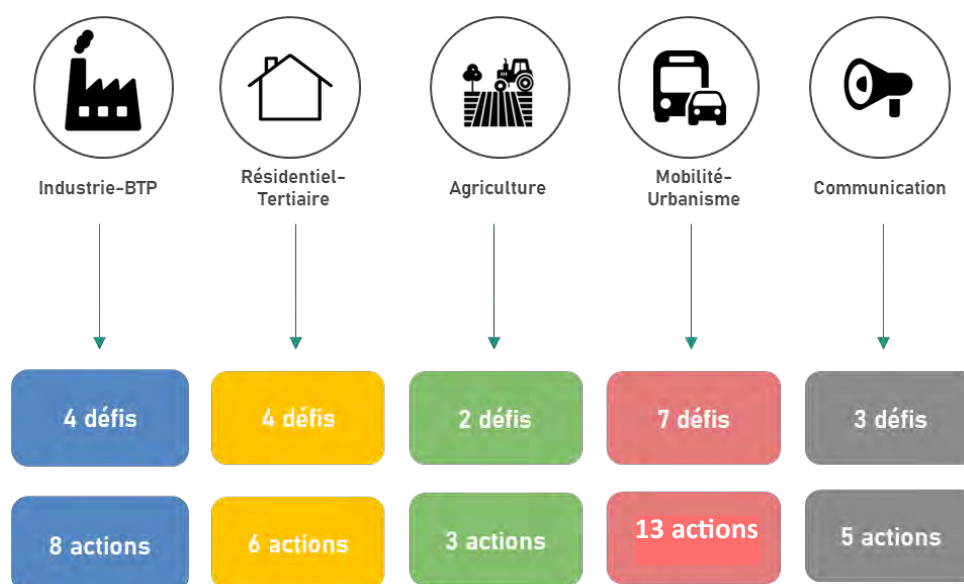 Industrie-BTP
Résidentiel-
Tertiaire
Agriculture
Mobilité-
Urbanisme
Communication
4 défis
4 défis
2 défis
7 défis
3 défis
8 actions
6 actions
3 actions
13 actions
5 actions